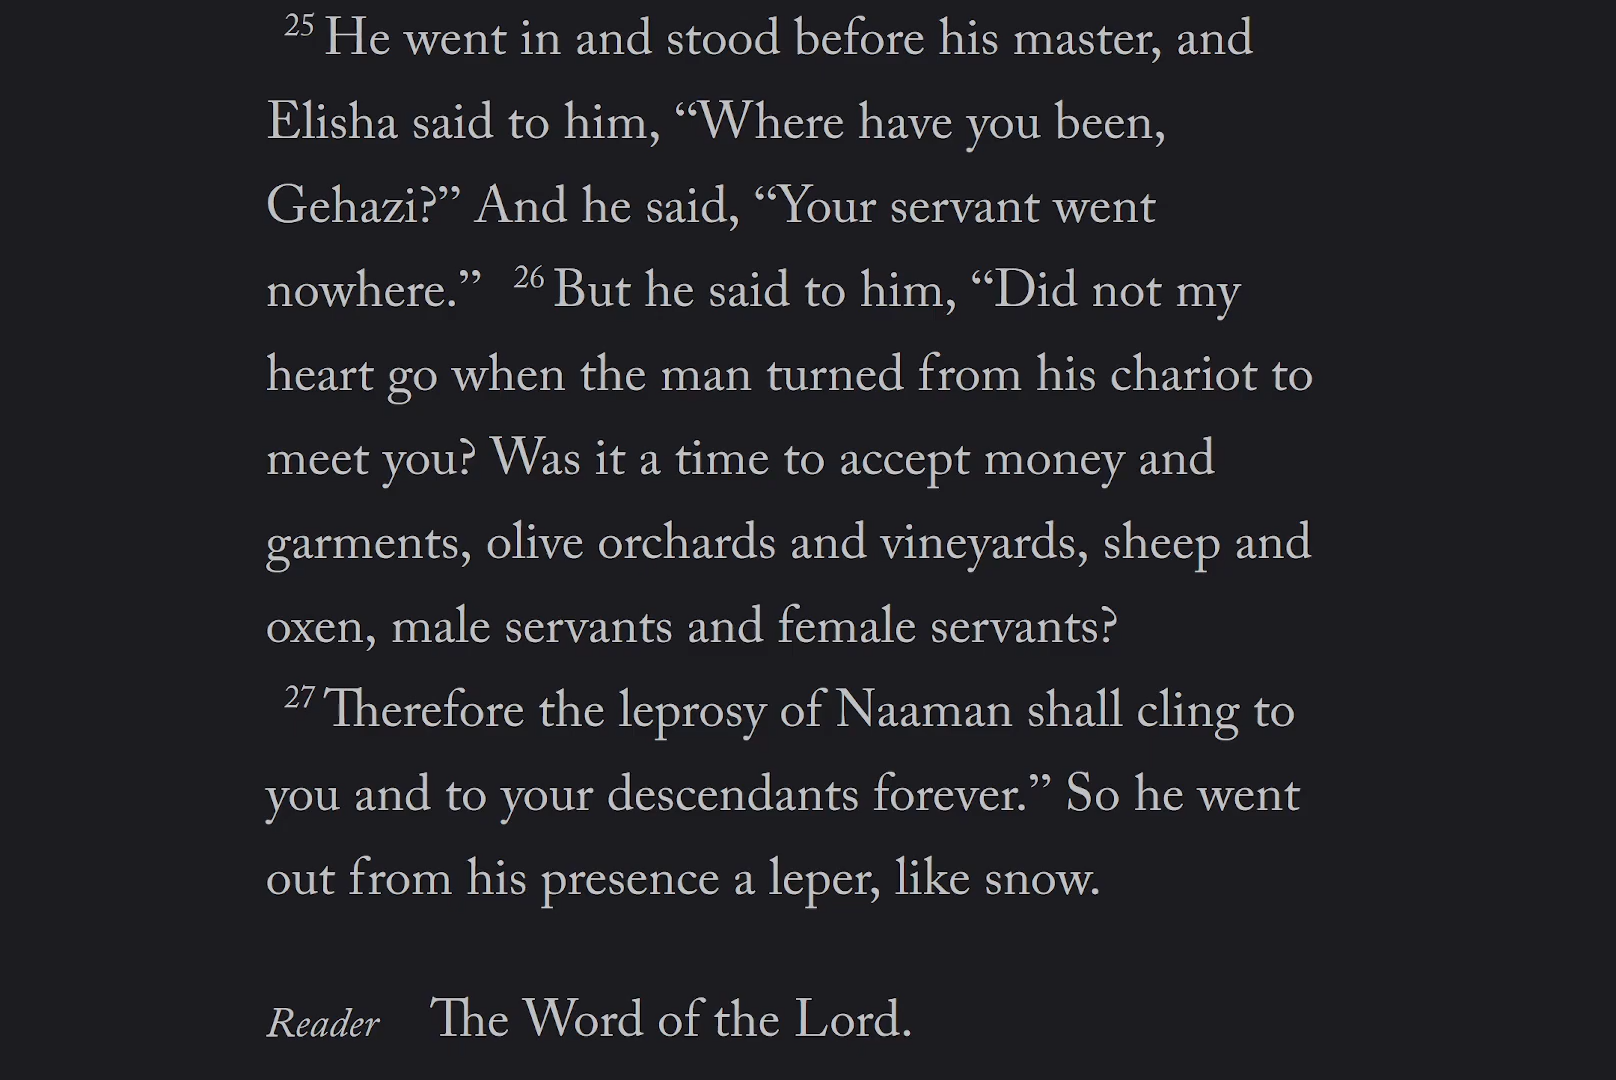 25 He went in and stood before his master, and
Elisha said to him, “Where have you been,
Gehazi?” And he said, “Your servant went
nowhere.” 26 But he said to him, “Did not my
heart go when the man turned from his chariot to
meet you? Was it a time to accept money and
garments, olive orchards and vineyards, sheep and
oxen, male servants and female servants?
27 Therefore the leprosy of Naaman shall cling to
you and to your descendants forever.” So he went
out from his presence a leper, like snow.
Reader The Word of the Lord.